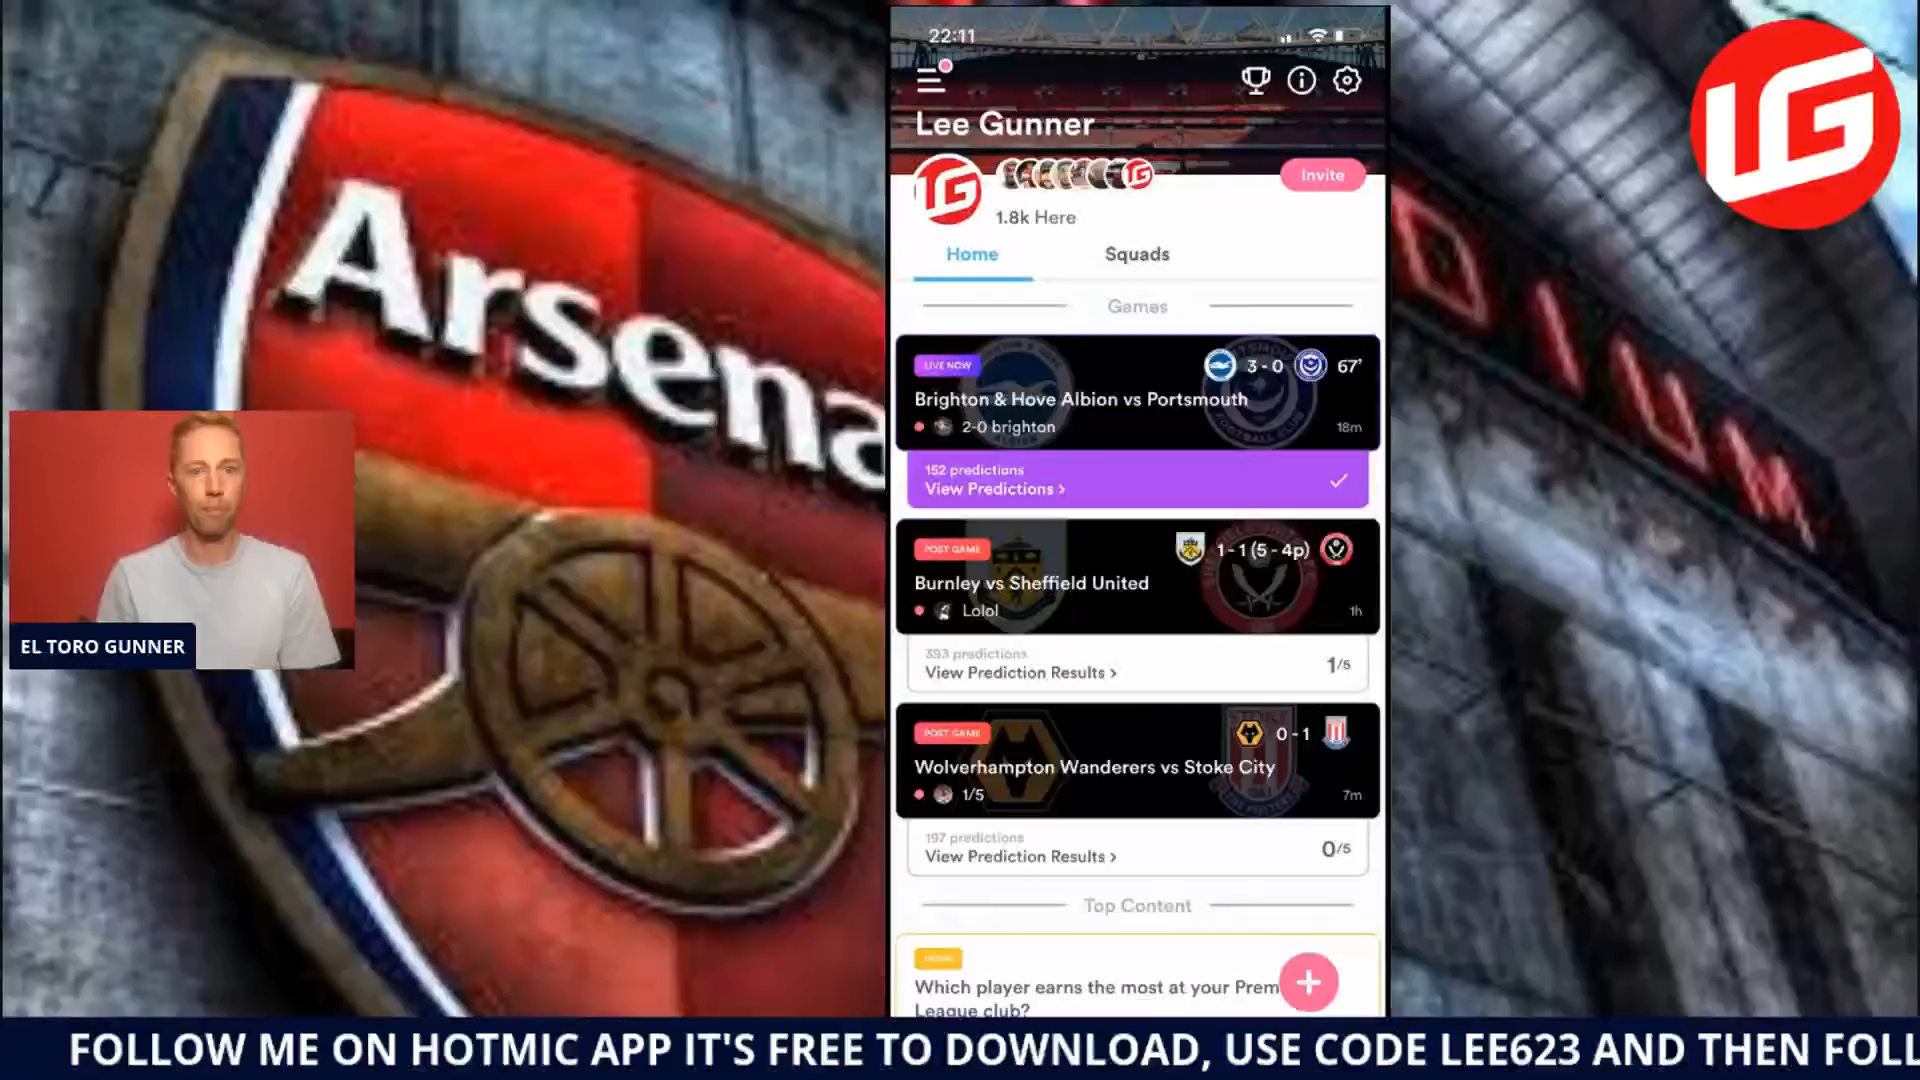 22:11
LG
Lee Gunner
Invite
LG
LG
1.8k Here
Home
Squads
Games
LIVE NOW
3 - 0
67'
Brighton & Hove Albion vs Portsmouth
2-0 brighton
18m
152 predictions
View Predictions >
POST GAME
1 - 1 (5 - 4p)
Burnley vs Sheffield United
Lolol
1h
393 predictions
View Prediction Results >
1/5
POST GAME
0 - 1
Wolverhampton Wanderers vs Stoke City
1/5
7m
197 predictions
View Prediction Results >
0/5
Top Content
Which player earns the most at your Prem
League club?
Arsena
DIUM
EL TORO GUNNER
FOLLOW ME ON HOTMIC APP IT'S FREE TO DOWNLOAD, USE CODE LEE623 AND THEN FOLL